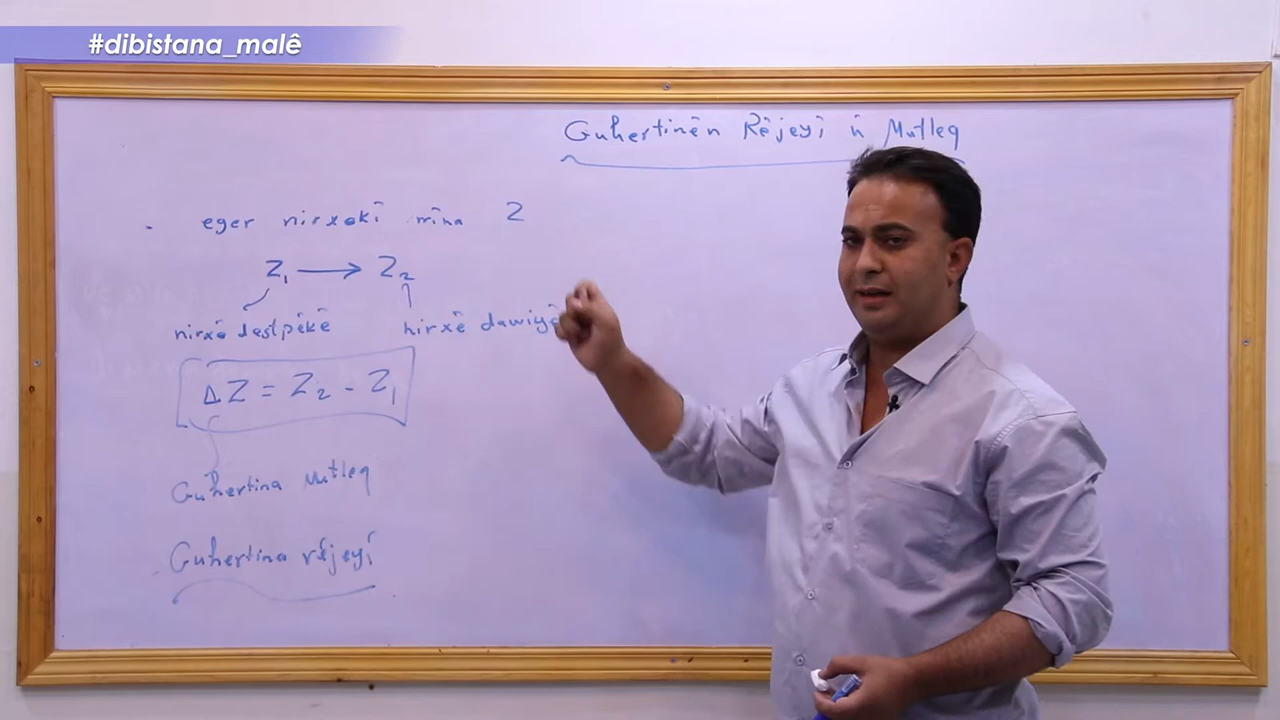 #dibistana_malê
Guhertinên Rêjeyî û Mutleq
. eger nirxekî mîna Z
Z₁ → Z₂
nirxê destpêkê nirxê dawiyê
ΔZ = Z₂ - Z₁
Guhertina Mutleq
Guhertina rêjeyî